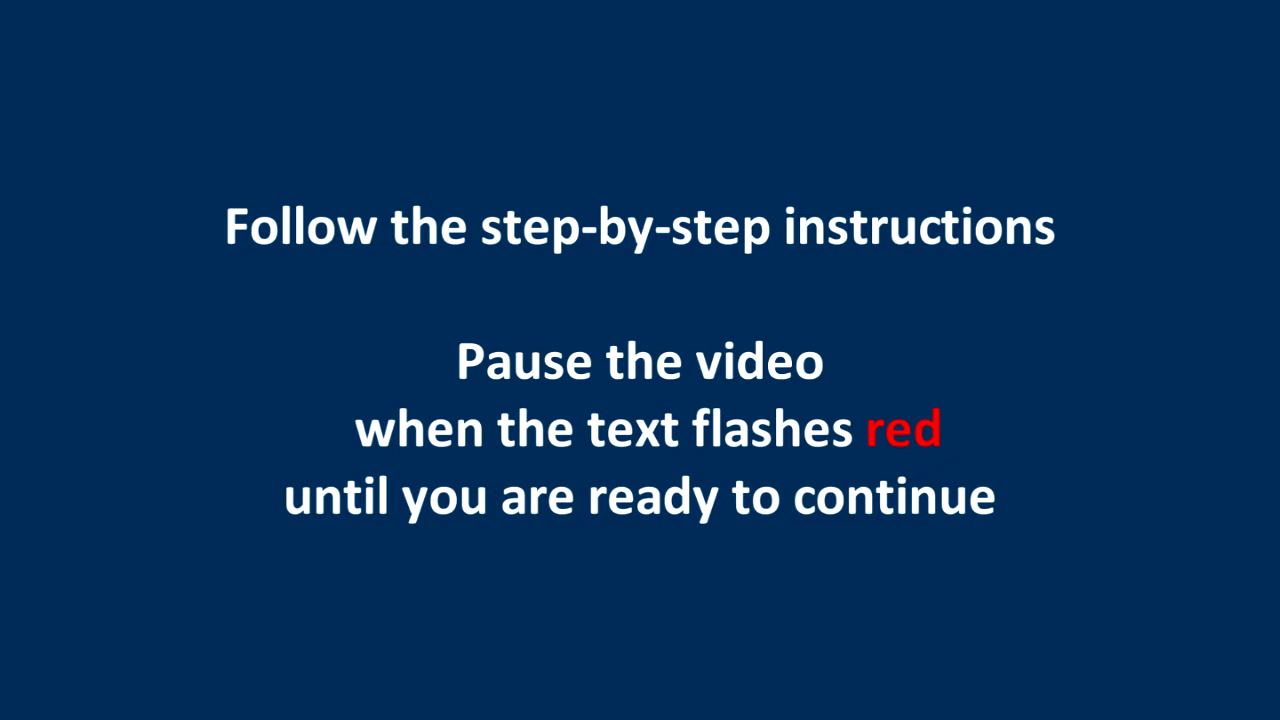 Follow the step-by-step instructions
Pause the video
when the text flashes red
until you are ready to continue